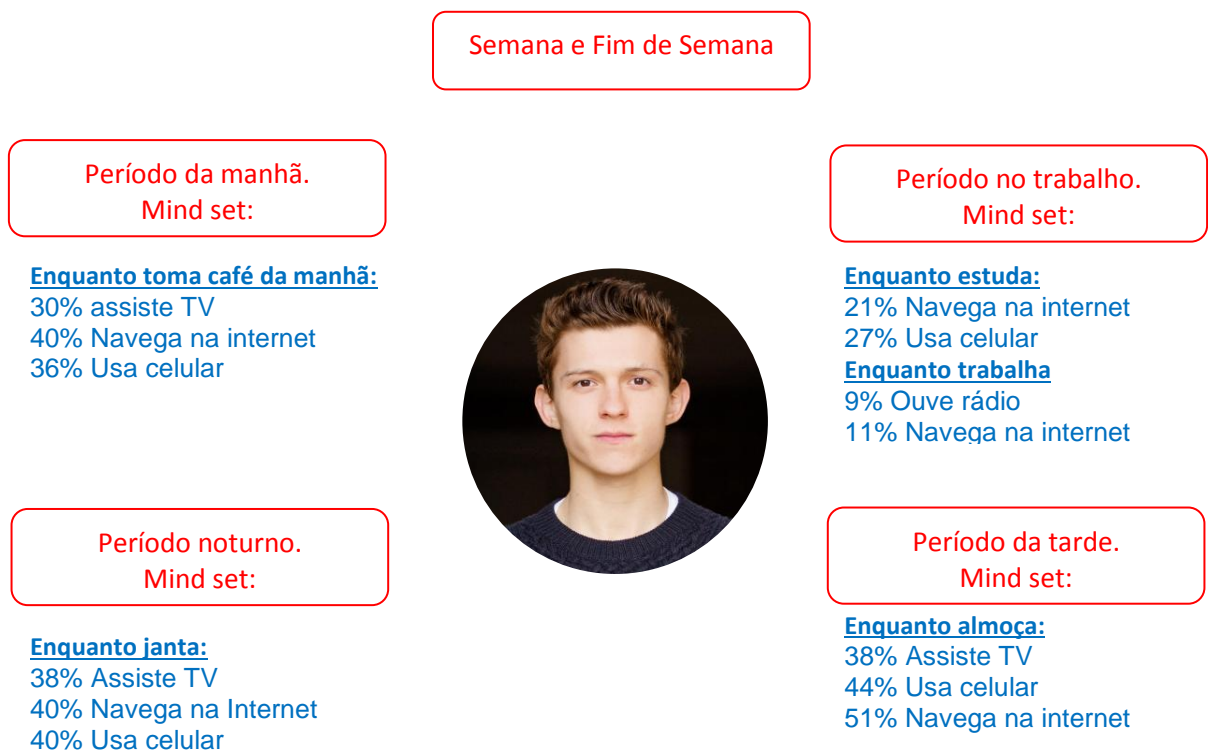 Semana e Fim de Semana
Período da manhã.
Mind set:
Enquanto toma café da manhã:
30% assiste TV
40% Navega na internet
36% Usa celular
Período no trabalho.
Mind set:
Enquanto estuda:
21% Navega na internet
27% Usa celular
Enquanto trabalha
9% Ouve rádio
11% Navega na internet
Período noturno.
Mind set:
Enquanto janta:
38% Assiste TV
40% Navega na Internet
40% Usa celular
Período da tarde.
Mind set:
Enquanto almoça:
38% Assiste TV
44% Usa celular
51% Navega na internet